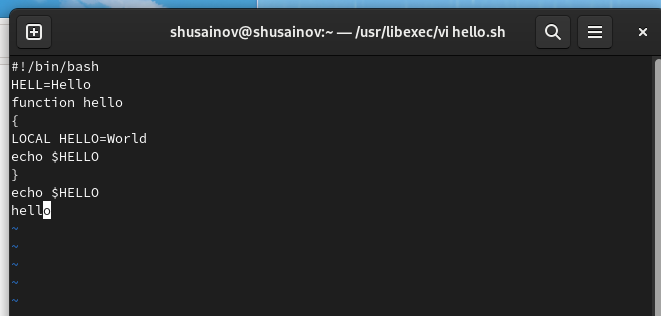 shusainov@shusainov:~ — /usr/libexec/vi hello.sh
#!/bin/bash
HELL=Hello
function hello
{
LOCAL HELLO=World
echo $HELLO
}
echo $HELLO
hello
~
~
~
~
~